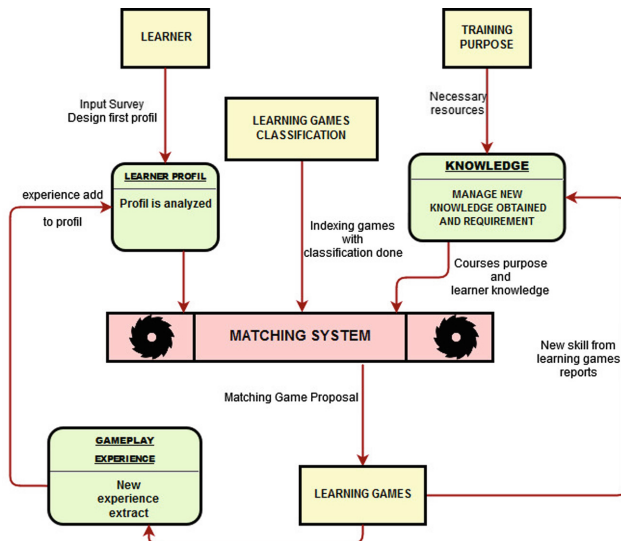 LEARNER
TRAINING
PURPOSE
Input Survey
Design first profil
Necessary
resources
LEARNING GAMES
CLASSIFICATION
LEARNER PROFIL
Profil is analyzed
KNOWLEDGE
MANAGE NEW
KNOWLEDGE OBTAINED
AND REQUIREMENT
experience add
to profil
Indexing games
with
classification done
Courses purpose
and
learner knowledge
MATCHING SYSTEM
New skill from
learning games
reports
Matching Game Proposal
GAMEPLAY
EXPERIENCE
New
experience
extract
LEARNING GAMES